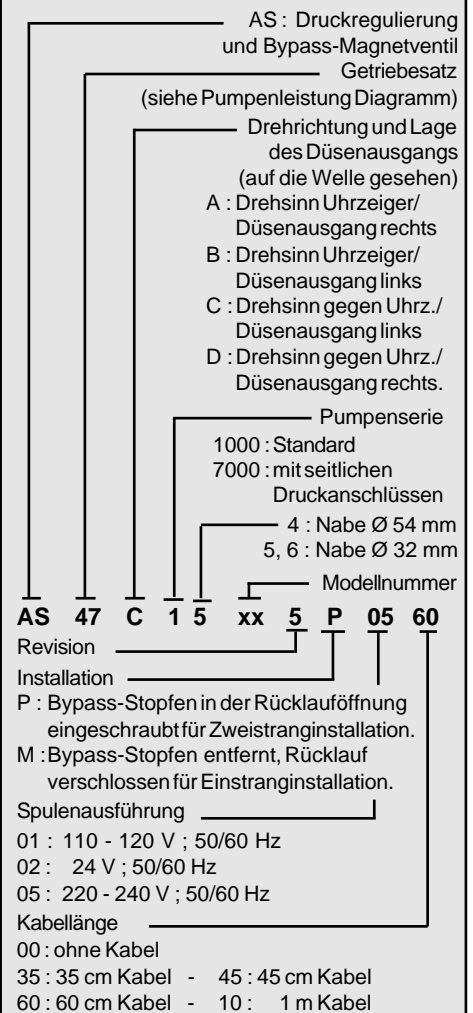 AS : Druckregulierung
und Bypass-Magnetventil
Getriebesatz
(siehe Pumpenleistung Diagramm)
Drehrichtung und Lage
des Düsenausgangs
(auf die Welle gesehen)
A : Drehsinn Uhrzeiger/
Düsenausgang rechts
B : Drehsinn Uhrzeiger/
Düsenausgang links
C : Drehsinn gegen Uhrz./
Düsenausgang links
D : Drehsinn gegen Uhrz./
Düsenausgang rechts.
Pumpenserie
1000 : Standard
7000 : mit seitlichen
Druckanschlüssen
4 : Nabe Ø 54 mm
5, 6 : Nabe Ø 32 mm
Modellnummer
AS 47 C 1 5 xx 5 P 05 60
Revision
Installation
P : Bypass-Stopfen in der Rücklauföffnung
eingeschraubt für Zweistranginstallation.
M : Bypass-Stopfen entfernt, Rücklauf
verschlossen für Einstranginstallation.
Spulenausführung
01 : 110 - 120 V ; 50/60 Hz
02 : 24 V ; 50/60 Hz
05 : 220 - 240 V ; 50/60 Hz
Kabellänge
00 : ohne Kabel
35 : 35 cm Kabel - 45 : 45 cm Kabel
60 : 60 cm Kabel - 10 : 1 m Kabel